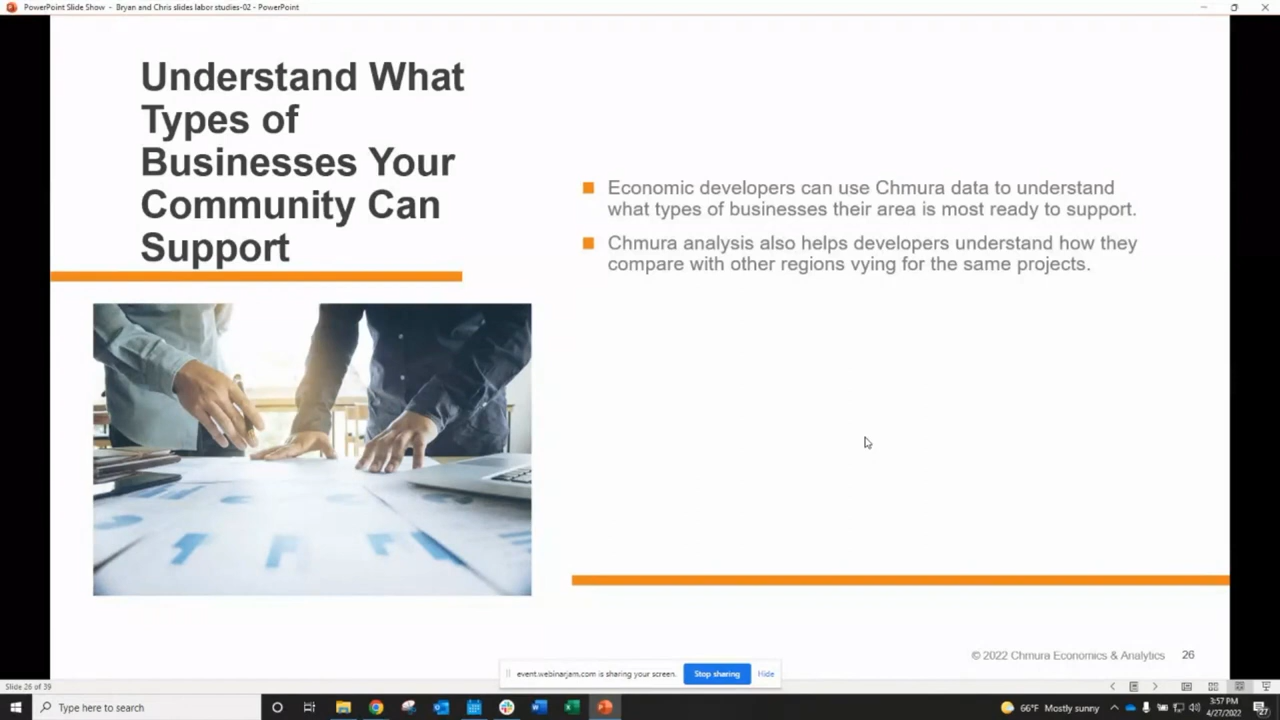 PowerPoint Slide Show - Bryan and Chris slides labor studies-02 - PowerPoint
Understand What
Types of
Businesses Your
Community Can
Support
Economic developers can use Chmura data to understand
what types of businesses their area is most ready to support.
Chmura analysis also helps developers understand how they
compare with other regions vying for the same projects.
© 2022 Chmura Economics & Analytics 26
event.webinarjam.com is sharing your screen. Stop sharing Hide
Slide 26 of 39
Type here to search
66°F Mostly sunny
3:57 PM
4/27/2022
27